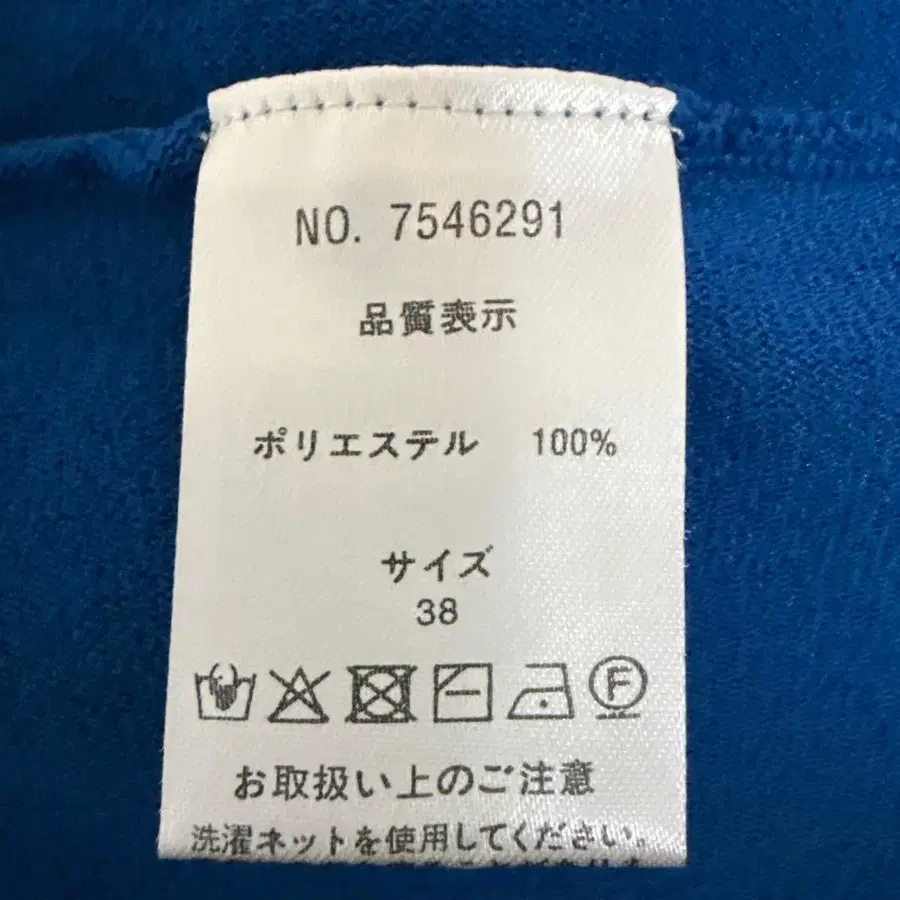 NO. 7546291
品質表示
ポリエステル 100%
サイズ
38
F
お取扱い上のご注意
洗濯ネットを使用してください。